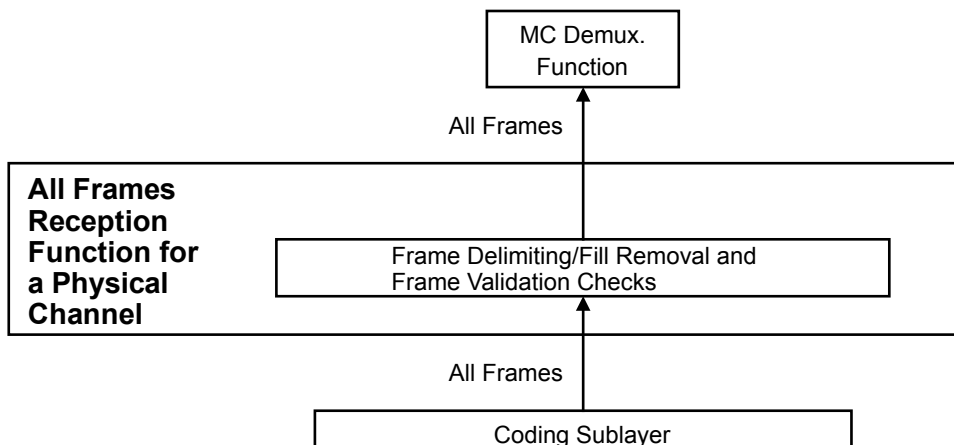 MC Demux.
Function
All Frames
All Frames
Reception
Function for
a Physical
Channel
Frame Delimiting/Fill Removal and
Frame Validation Checks
All Frames
Coding Sublayer